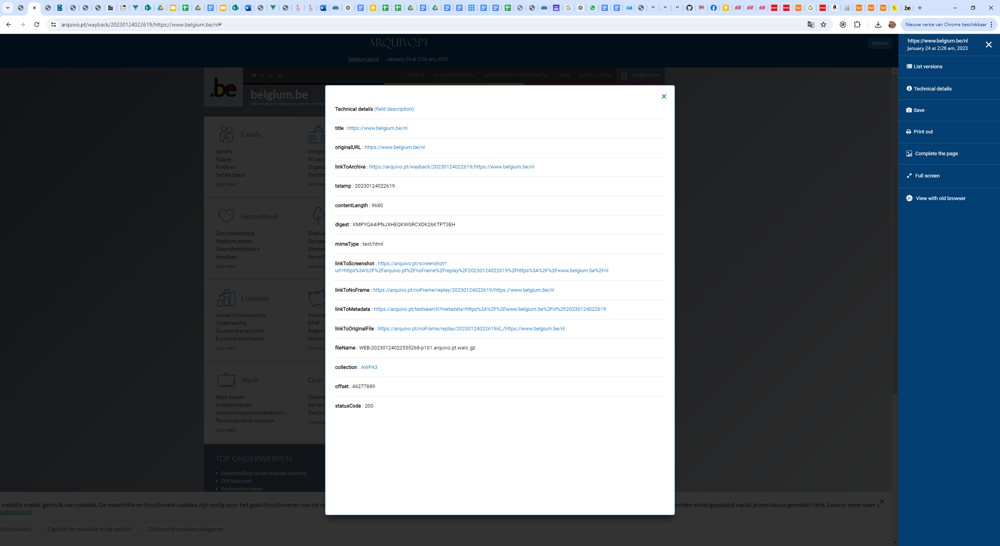 arquivo.pt/wayback/20230124022619/https://www.belgium.be/nl#
Nieuwe versie van Chrome beschikbaar
ARQUIVO.PT
options
belgium.be/nl January 24 at 2:26 am, 2023
https://www.belgium.be/nl
January 24 at 2:26 am, 2023
List versions
Technical details
Save
Print out
Complete the page
Full screen
View with old browser
.be
nl fr in en
NIEUWS ONLINEDIENSTEN CONTACT INFO ON WEBSITES JOBS SOCIAL MEDIA MYBELGIUM
belgium.be
Informatie in diensten van de overhe
Family
Identity
Koppel
Kinderen
Sociale steun
Lees meer
Velligh
Privacy
Organiz
Slachto
Lees me
Gezondheid
Gezondheidszorg
Medische kosten
Gezondheidsrisico's
Handicap
Lees meer
Biodive
Durzaa
Klimaat
Vervuili
Lees me
Economy
Handel in consumption
Onderneming
Duurzame production
Economic information
Lees meer
Inkomst
BTW
Registra
Nalaten
Lees me
Werk
Werk zoeken
Arbeidscontract
Verlof en loopbaanonderbrekin...
Pension en einde loopbaan
Lees meer
Over
Overhe
Ken on
Toerism
Lees me
TOP ONDERWERPEN
Samenstelling van de federale regering
DIV-kantoren
Knelpuntberoepen
Technical details (field description)
title : https://www.belgium.be/nl
originalURL : https://www.belgium.be/nl
linkToArchive : https://arquivo.pt/wayback/20230124022619/https://www.belgium.be/nl
tstamp : 20230124022619
contentLength : 9680
digest : KMPYQA4IPNJXHEQKWGRCXDK26KTPT3EH
mimeType : text/html
linkToScreenshot : https://arquivo.pt/screenshot?
url=https%3A%2F%2Farquivo.pt%2FnoFrame%2Freplay%2F20230124022619%2Fhttps%3A%2F%2Fwww.belgium.be%2Fnl
linkToNoFrame : https://arquivo.pt/noFrame/replay/20230124022619/https://www.belgium.be/nl
linkToMetadata : https://arquivo.pt/textsearch?metadata=https%3A%2F%2Fwww.belgium.be%2Fnl%2F20230124022619
linkToOriginalFile : https://arquivo.pt/noFrame/replay/20230124022619id_/https://www.belgium.be/nl
fileName : WEB-20230124022555268-p101.arquivo.pt.warc.gz
collection : AWP43
offset : 46277889
statusCode : 200
website maakt gebruik van cookies. De essentiële en functionele cookies zijn nodig voor het goed functioneren van de w
orden enkel geplaatst nadat je een keuze gemaakt hebt. Lees er meer over i
ookiebeleid .
tall cookies
Option for cookies to be added
Optionele cookies weigeren